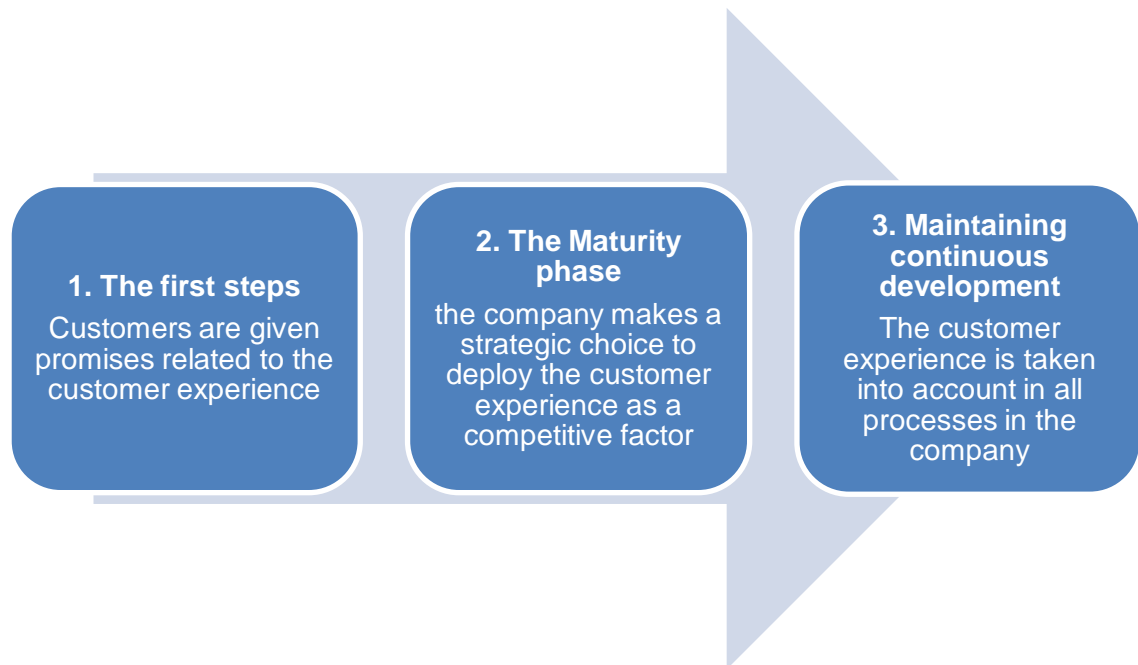 1. The first steps
Customers are given
promises related to the
customer experience
2. The Maturity
phase
the company makes a
strategic choice to
deploy the customer
experience as a
competitive factor
3. Maintaining
continuous
development
The customer
experience is taken
into account in all
processes in the
company